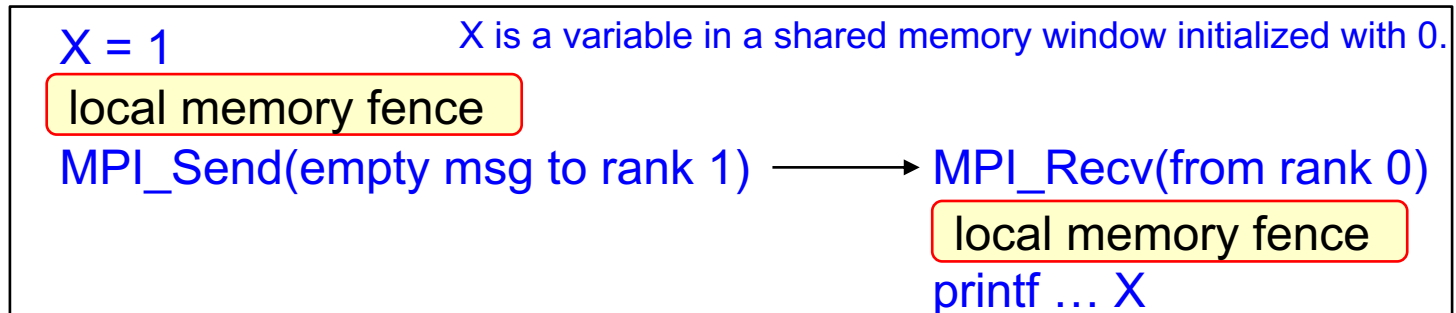 X = 1
X is a variable in a shared memory window initialized with 0.
local memory fence
MPI_Send(empty msg to rank 1)
MPI_Recv(from rank 0)
local memory fence
printf … X